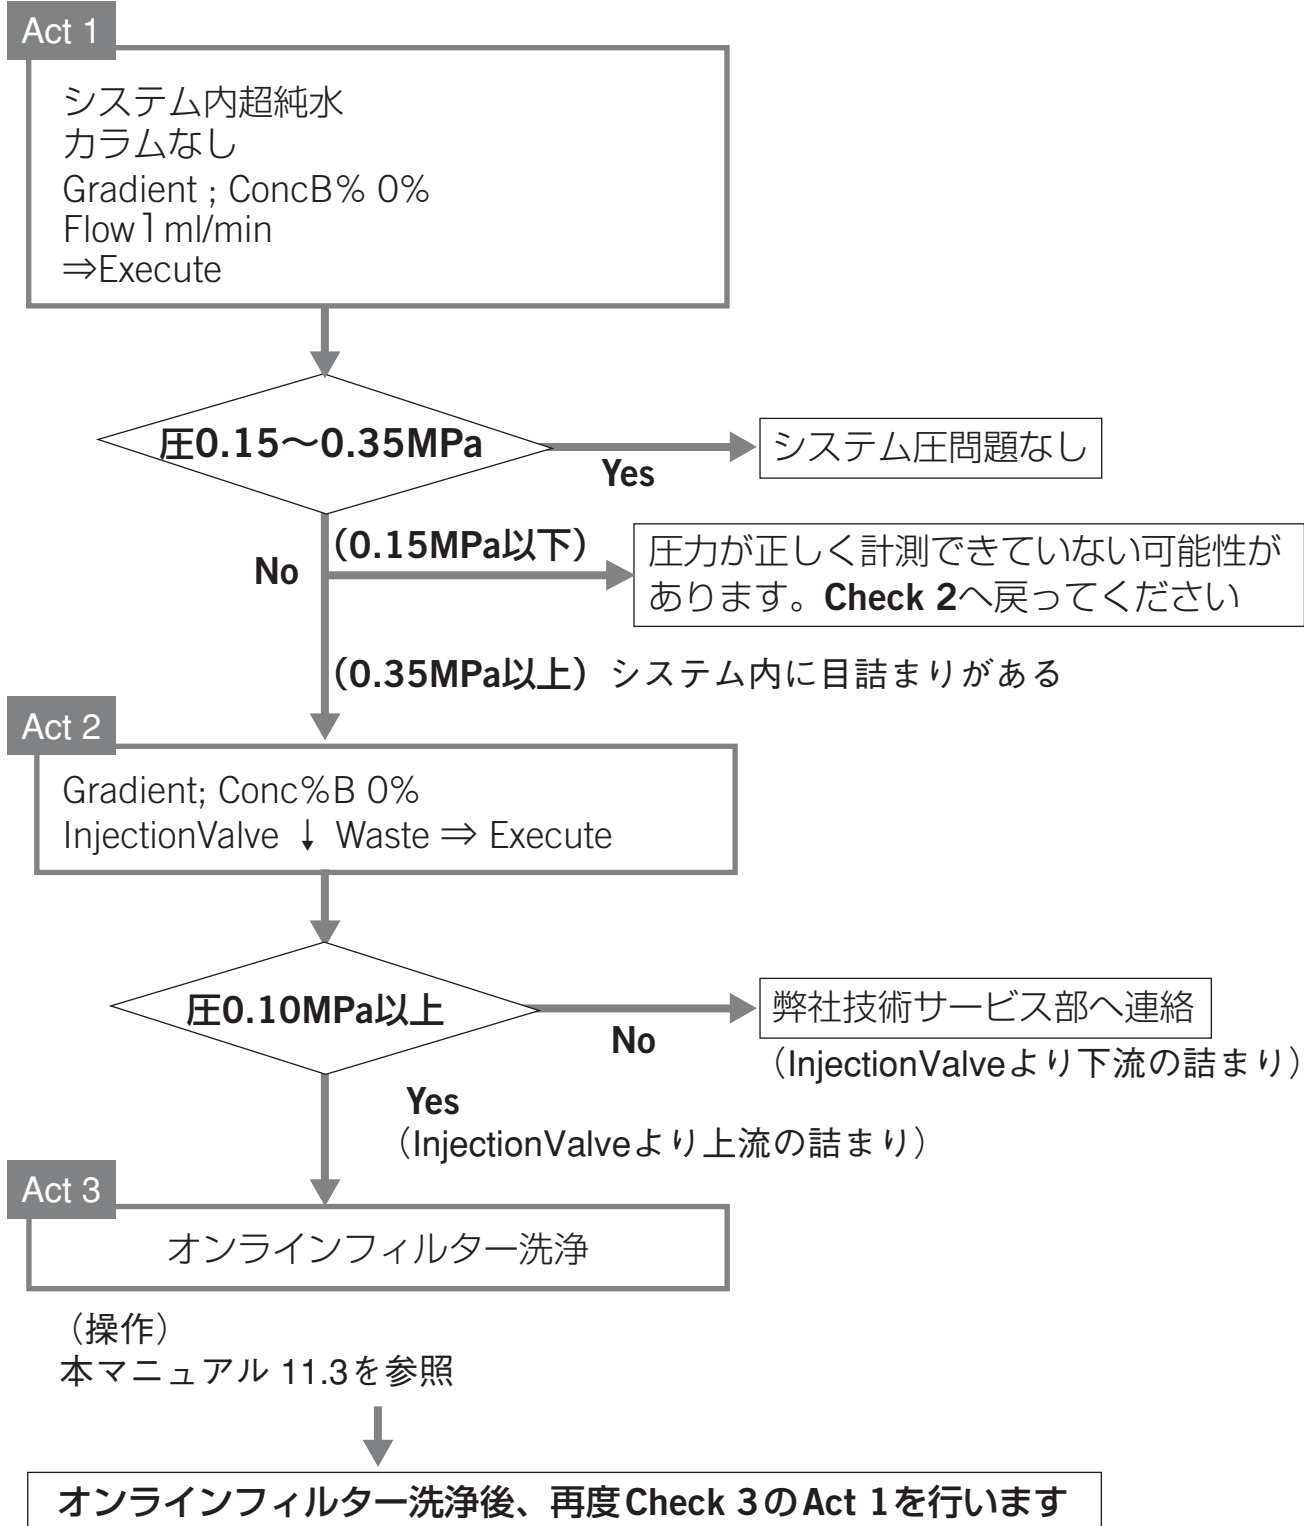 Act 1
システム内超純水
カラムなし
Gradient ; ConcB% 0%
Flow 1 ml/min
⇒Execute
圧0.15～0.35MPa
Yes
システム圧問題なし
No
（0.15MPa以下）
圧力が正しく計測できていない可能性が
あります。Check 2へ戻ってください
（0.35MPa以上）システム内に目詰まりがある
Act 2
Gradient; Conc%B 0%
InjectionValve ↓ Waste ⇒ Execute
圧0.10MPa以上
No
弊社技術サービス部へ連絡
（InjectionValveより下流の詰まり）
Yes
（InjectionValveより上流の詰まり）
Act 3
オンラインフィルター洗浄
（操作）
本マニュアル 11.3を参照
オンラインフィルター洗浄後、再度Check 3のAct 1を行います